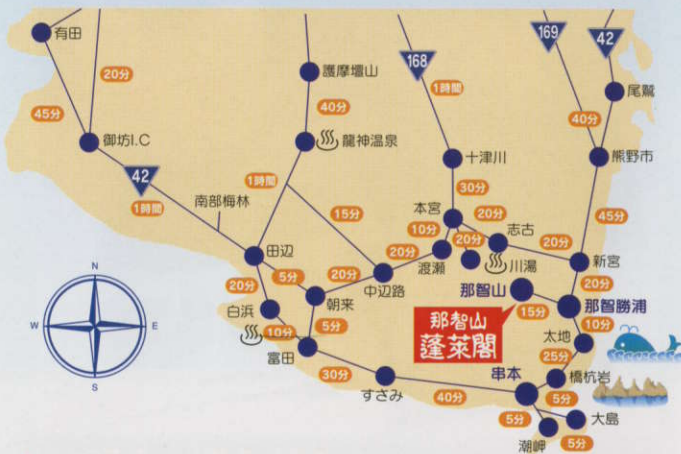 有田
20分
45分
御坊I.C
42
1時間
南部梅林
護摩壇山
40分
龍神温泉
1時間
15分
168
1時間
十津川
30分
本宮
10分
20分
20分
志古
渡瀬
川湯
20分
169
42
尾鷲
40分
熊野市
45分
新宮
20分
20分
中辺路
20分
田辺
5分
朝来
20分
白浜
10分
5分
富田
30分
すさみ
40分
那智山
15分
那智勝浦
那智山
蓬莱閣
10分
太地
25分
橋杭岩
串本
5分
5分
大島
潮岬
5分
N
W
E
S